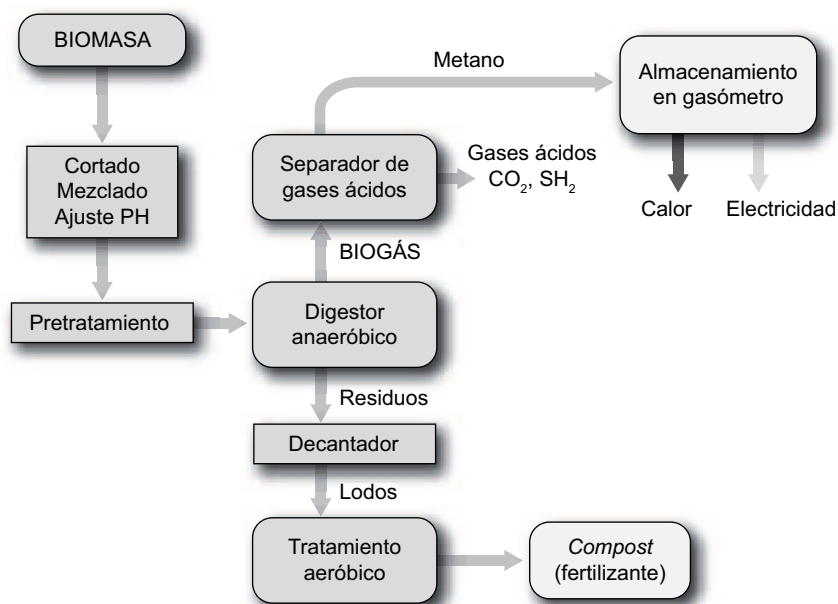 BIOMASA
Cortado
Mezclado
Ajuste PH
Pretratamiento
Digestor
anaeróbico
BIOGÁS
Separador de
gases ácidos
Gases ácidos
CO₂, SH₂
Metano
Almacenamiento
en gasómetro
Calor
Electricidad
Residuos
Decantador
Lodos
Tratamiento
aeróbico
Compost
(fertilizante)